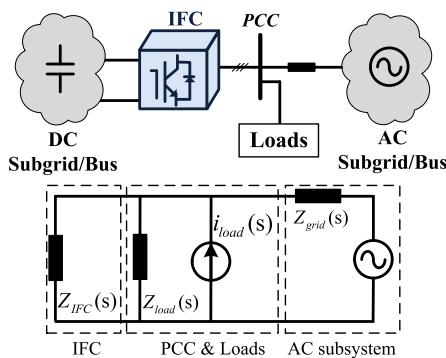 IFC
PCC
DC
Subgrid/Bus
Loads
AC
Subgrid/Bus
i_load(s)
Z_grid(s)
Z_IFC(s)
Z_load(s)
IFC
PCC & Loads
AC subsystem